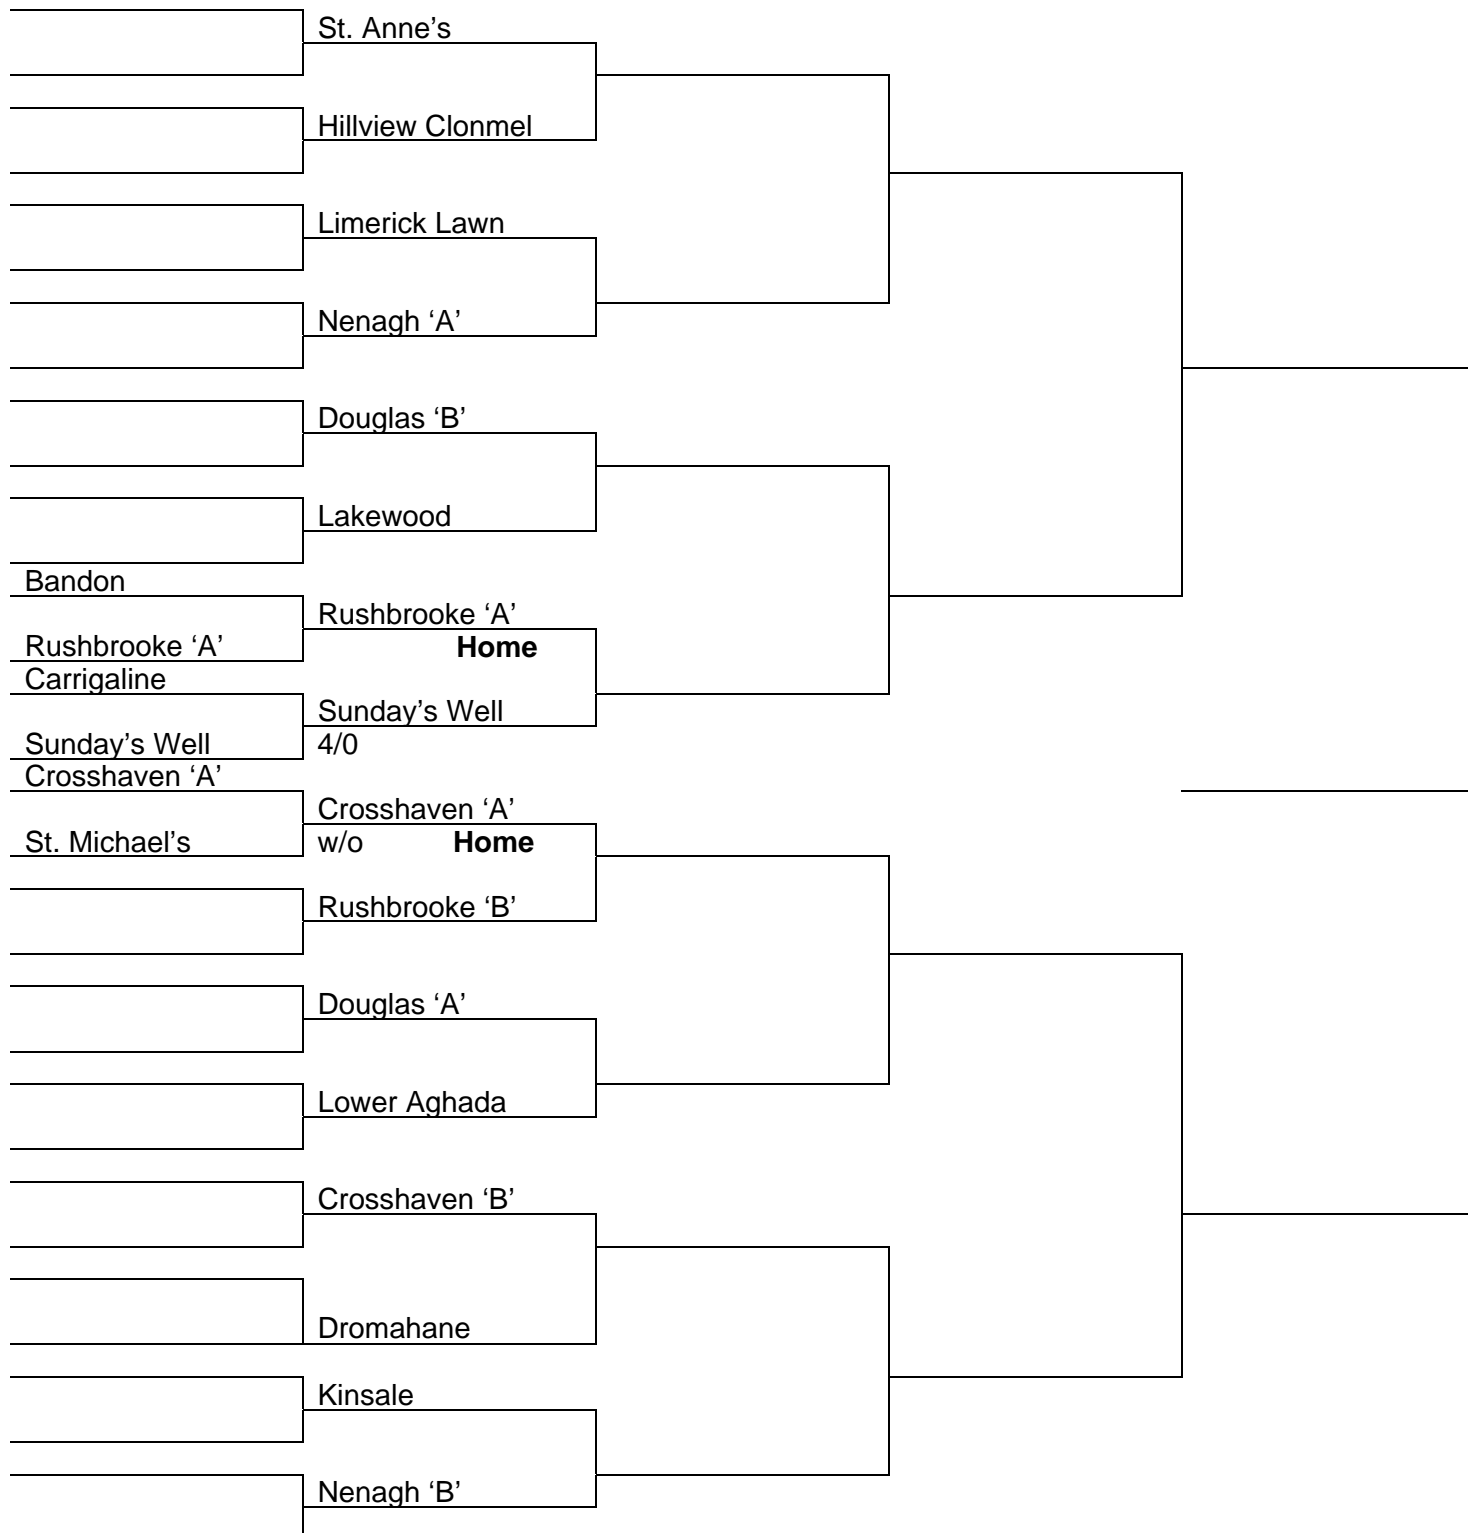 St. Anne’s
Hillview Clonmel
Limerick Lawn
Nenagh ‘A’
Douglas ‘B’
Lakewood
Bandon
Rushbrooke ‘A’
Rushbrooke ‘A’ Home
Carrigaline
Sunday’s Well
Sunday’s Well 4/0
Crosshaven ‘A’
Crosshaven ‘A’
St. Michael’s w/o Home
Rushbrooke ‘B’
Douglas ‘A’
Lower Aghada
Crosshaven ‘B’
Dromahane
Kinsale
Nenagh ‘B’